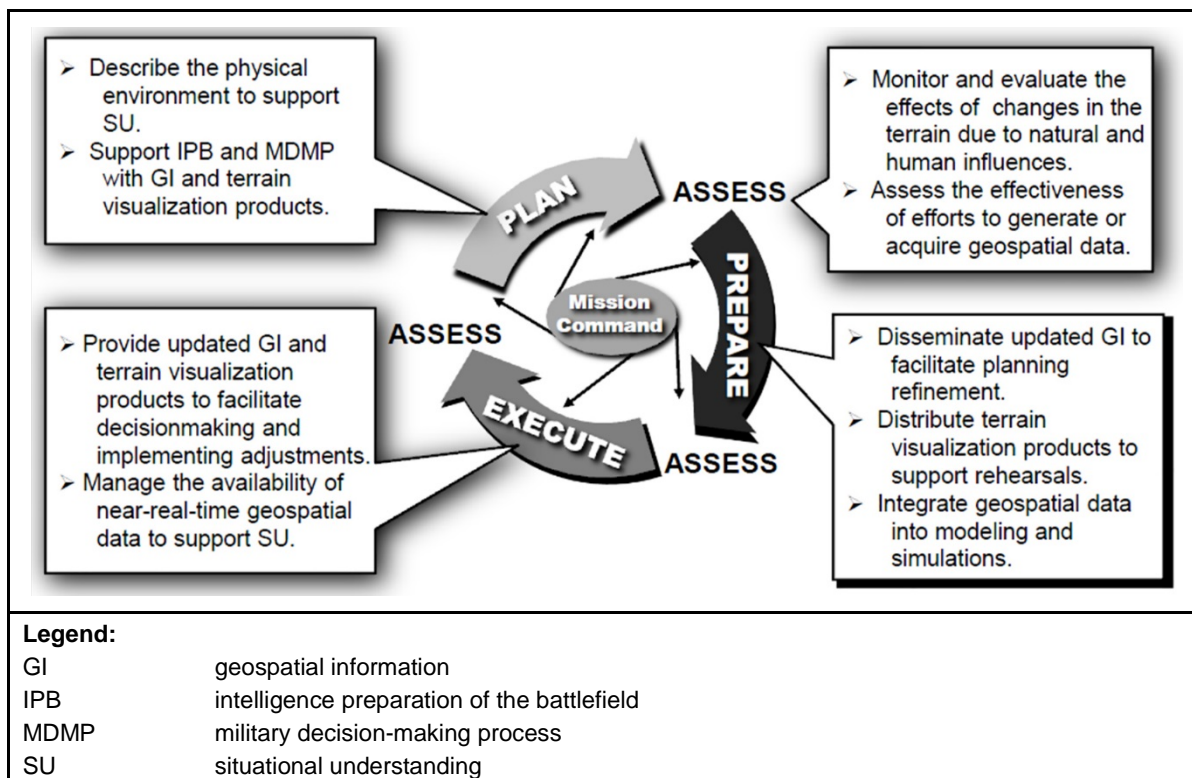 ➢ Describe the physical
environment to support
SU.
➢ Support IPB and MDMP
with GI and terrain
visualization products.
PLAN
ASSESS
➢ Monitor and evaluate the
effects of changes in the
terrain due to natural and
human influences.
➢ Assess the effectiveness
of efforts to generate or
acquire geospatial data.
Mission
Command
PREPARE
ASSESS
➢ Provide updated GI and
terrain visualization
products to facilitate
decisionmaking and
implementing adjustments.
➢ Manage the availability of
near-real-time geospatial
data to support SU.
EXECUTE
ASSESS
➢ Disseminate updated GI to
facilitate planning
refinement.
➢ Distribute terrain
visualization products to
support rehearsals.
➢ Integrate geospatial data
into modeling and
simulations.
Legend:
GI geospatial information
IPB intelligence preparation of the battlefield
MDMP military decision-making process
SU situational understanding